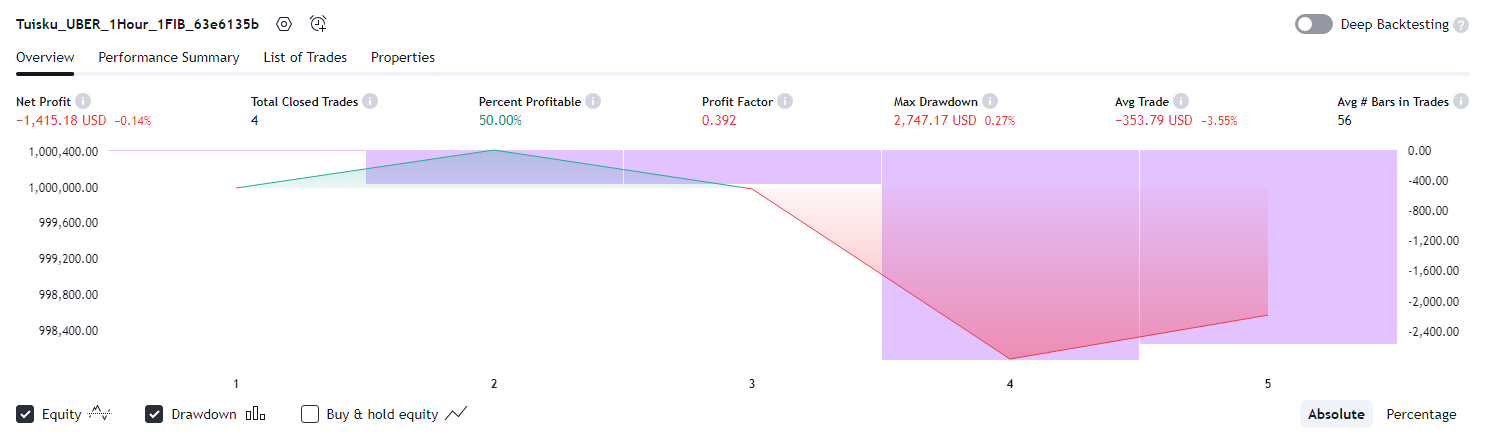 Tuisku_UBER_1Hour_1FIB_63e6135b Deep Backtesting ?
Overview Performance Summary List of Trades Properties
Net Profit Total Closed Trades Percent Profitable Profit Factor Max Drawdown Avg Trade Avg # Bars in Trades
−1,415.18 USD −0.14% 4 50.00% 0.392 2,747.17 USD 0.27% −353.79 USD −3.55% 56
1,000,400.00 0.00
1,000,000.00 -400.00
999,600.00 -800.00
999,200.00 -1,200.00
998,800.00 -1,600.00
998,400.00 -2,000.00
-2,400.00
1 2 3 4 5
Equity Drawdown Buy & hold equity Absolute Percentage